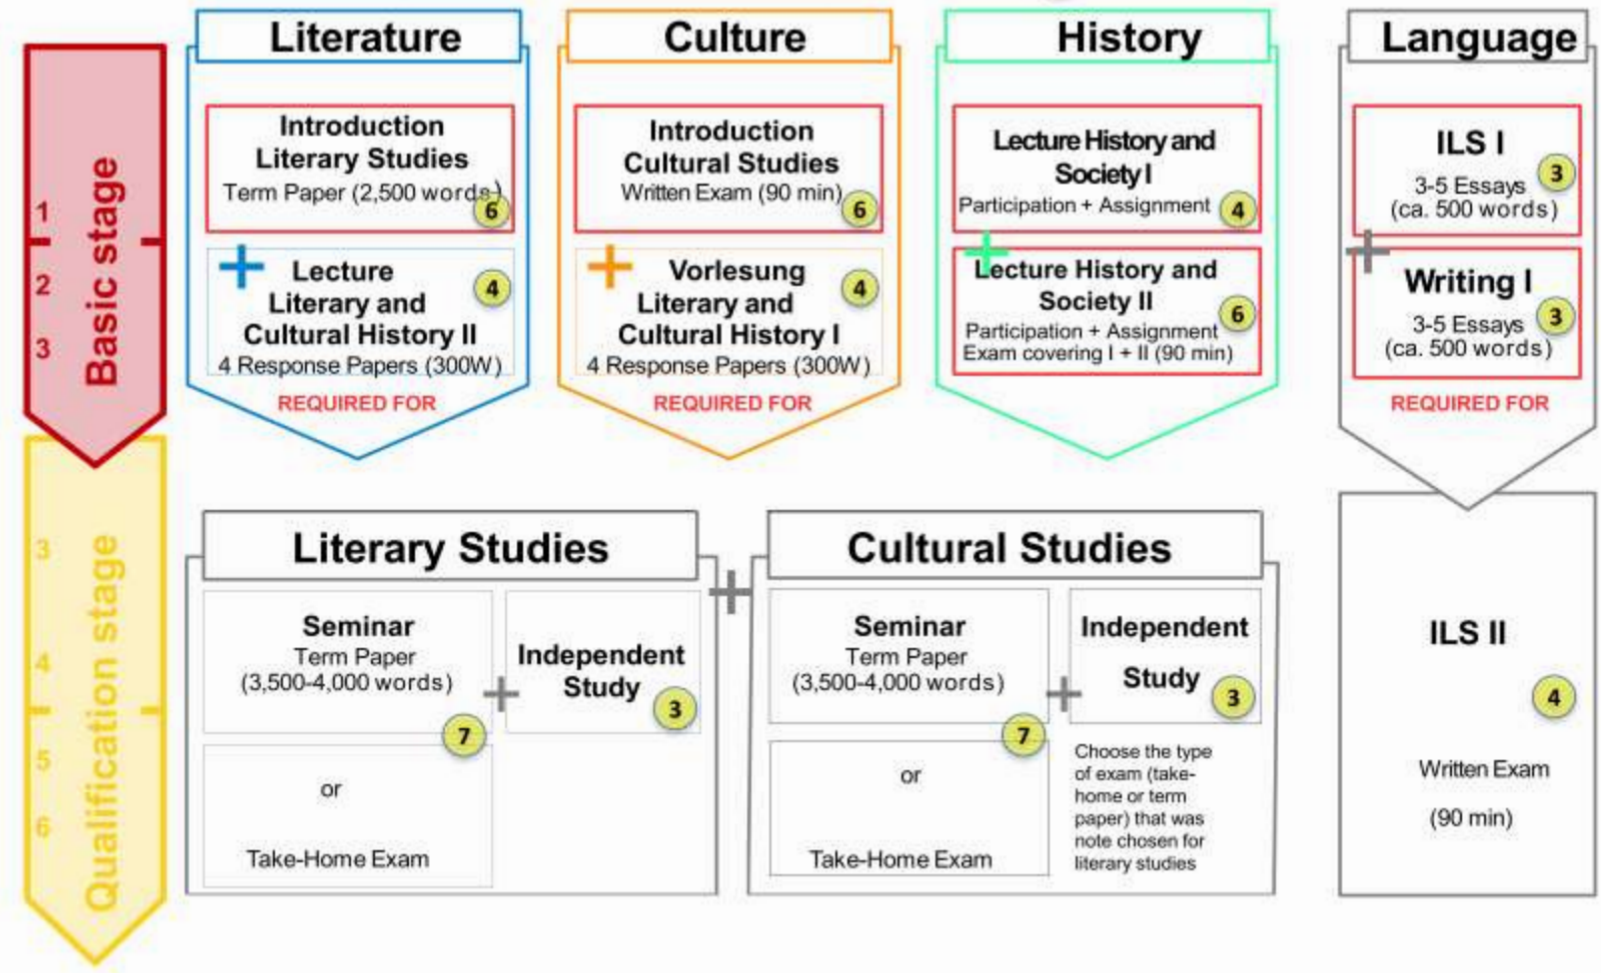 Basic stage
1
2
3
Literature
Introduction
Literary Studies
Term Paper (2,500 words)
6
Lecture
Literary and
Cultural History II
4
4 Response Papers (300W)
REQUIRED FOR
Culture
Introduction
Cultural Studies
Written Exam (90 min)
6
Vorlesung
Literary and
Cultural History I
4
4 Response Papers (300W)
REQUIRED FOR
History
Lecture History and
Society I
Participation + Assignment
4
Lecture History and
Society II
6
Participation + Assignment
Exam covering I + II (90 min)
Language
ILS I
3
3-5 Essays
(ca. 500 words)
Writing I
3
3-5 Essays
(ca. 500 words)
REQUIRED FOR
Qualification stage
3
4
5
6
Literary Studies
Seminar
Term Paper
(3,500-4,000 words)
7
or
Take-Home Exam
Independent
Study
3
Cultural Studies
Seminar
Term Paper
(3,500-4,000 words)
7
or
Take-Home Exam
Independent
Study
3
Choose the type
of exam (take-
home or term
paper) that was
note chosen for
literary studies
ILS II
4
Written Exam
(90 min)